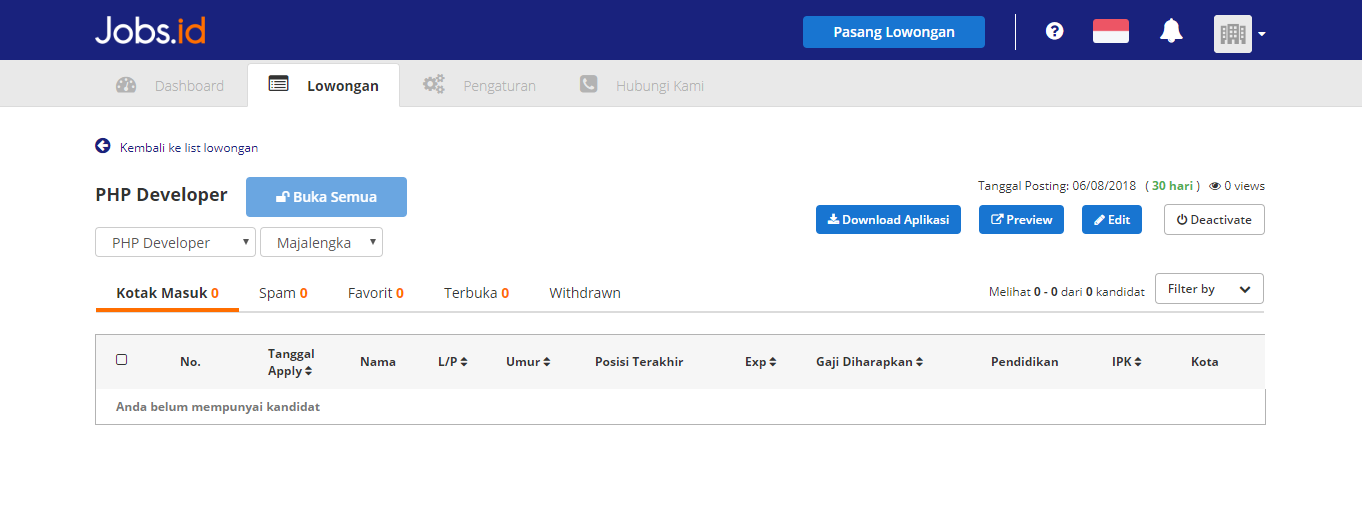 Jobs.id
Pasang Lowongan
Dashboard
Lowongan
Pengaturan
Hubungi Kami
Kembali ke list lowongan
PHP Developer
Buka Semua
Tanggal Posting: 06/08/2018 ( 30 hari ) 0 views
Download Aplikasi
Preview
Edit
Deactivate
PHP Developer
Majalengka
Kotak Masuk 0
Spam 0
Favorit 0
Terbuka 0
Withdrawn
Melihat 0 - 0 dari 0 kandidat
Filter by
No.
Tanggal
Apply
Nama
L/P
Umur
Posisi Terakhir
Exp
Gaji Diharapkan
Pendidikan
IPK
Kota
Anda belum mempunyai kandidat